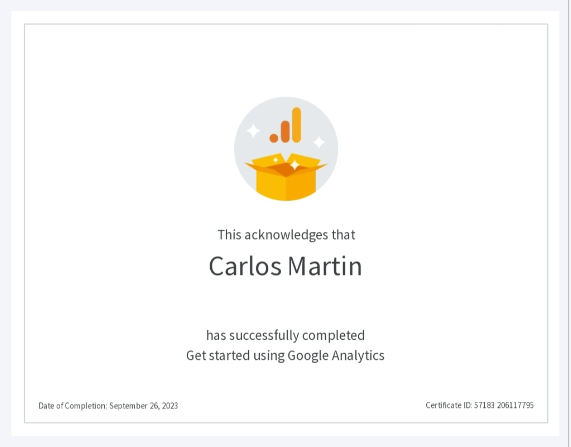 This acknowledges that
Carlos Martin
has successfully completed
Get started using Google Analytics
Date of Completion: September 26, 2023
Certificate ID: 57183 206117795